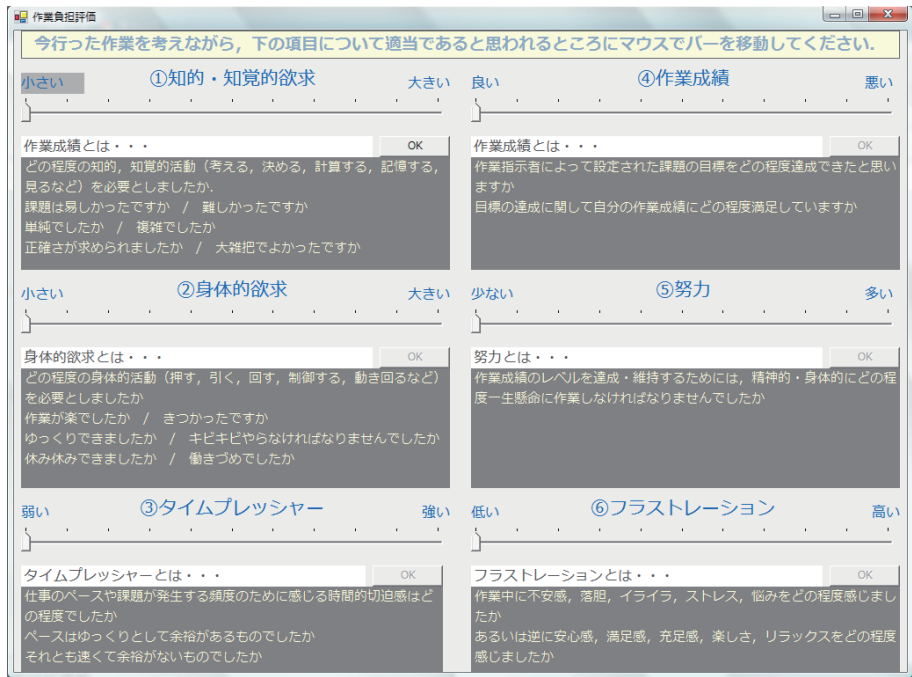 作業負担評価
今行った作業を考えながら，下の項目について適当であると思われるところにマウスでバーを移動してください．
小さい ①知的・知覚的欲求 大きい
作業成績とは・・・ OK
どの程度の知的，知覚的活動（考える，決める，計算する，記憶する，
見るなど）を必要としましたか．
課題は易しかったですか / 難しかったですか
単純でしたか / 複雑でしたか
正確さが求められましたか / 大雑把でよかったですか
小さい ②身体的欲求 大きい
身体的欲求とは・・・ OK
どの程度の身体的活動（押す，引く，回す，制御する，動き回るなど）
を必要としましたか
作業が楽でしたか / きつかったですか
ゆっくりできましたか / キビキビやらなければなりませんでしたか
休み休みできましたか / 働きづめでしたか
弱い ③タイムプレッシャー 強い
タイムプレッシャーとは・・・ OK
仕事のペースや課題が発生する頻度のために感じる時間的切迫感はど
の程度でしたか
ペースはゆっくりとして余裕があるものでしたか
それとも速くて余裕がないものでしたか
良い ④作業成績 悪い
作業成績とは・・・ OK
作業指示者によって設定された課題の目標をどの程度達成できたと思い
ますか
目標の達成に関して自分の作業成績にどの程度満足していますか
少ない ⑤努力 多い
努力とは・・・ OK
作業成績のレベルを達成・維持するためには，精神的・身体的にどの程
度一生懸命に作業しなければなりませんでしたか
低い ⑥フラストレーション 高い
フラストレーションとは・・・ OK
作業中に不安感，落胆，イライラ，ストレス，悩みをどの程度感じまし
たか
あるいは逆に安心感，満足感，充足感，楽しさ，リラックスをどの程度
感じましたか